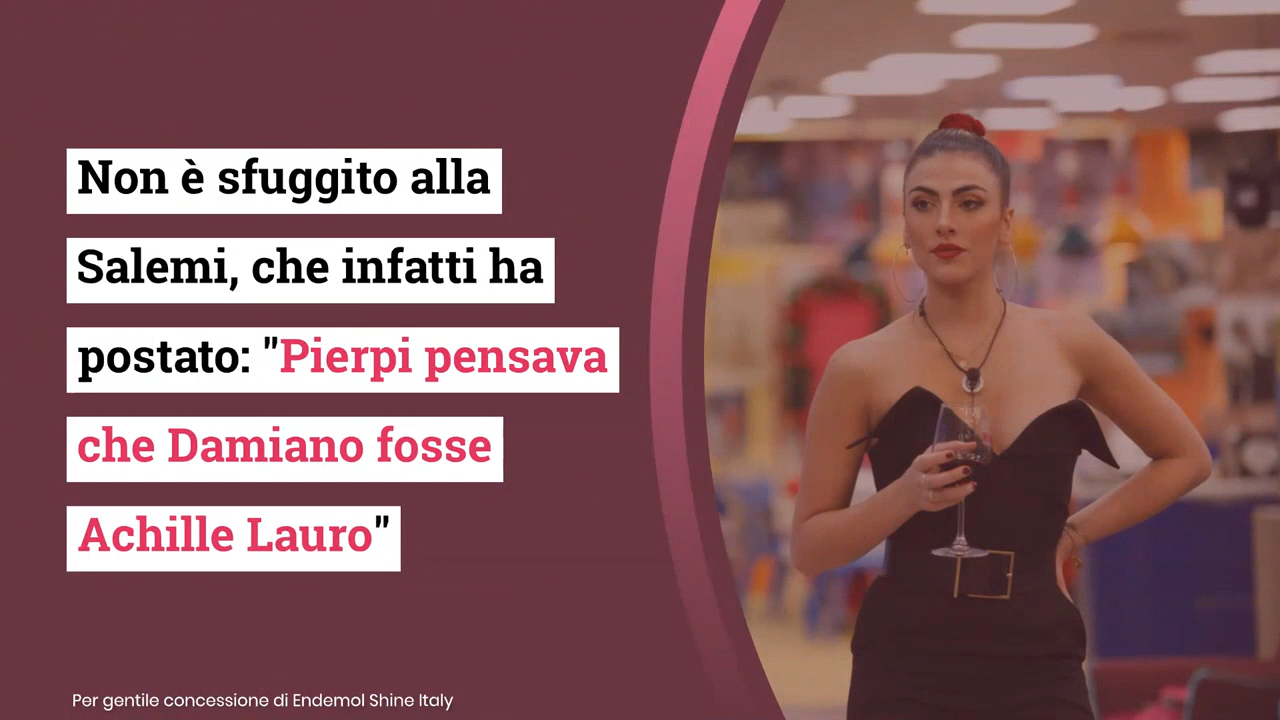 Non è sfuggito alla
Salemi, che infatti ha
postato: "Pierpi pensava
che Damiano fosse
Achille Lauro"
Per gentile concessione di Endemol Shine Italy